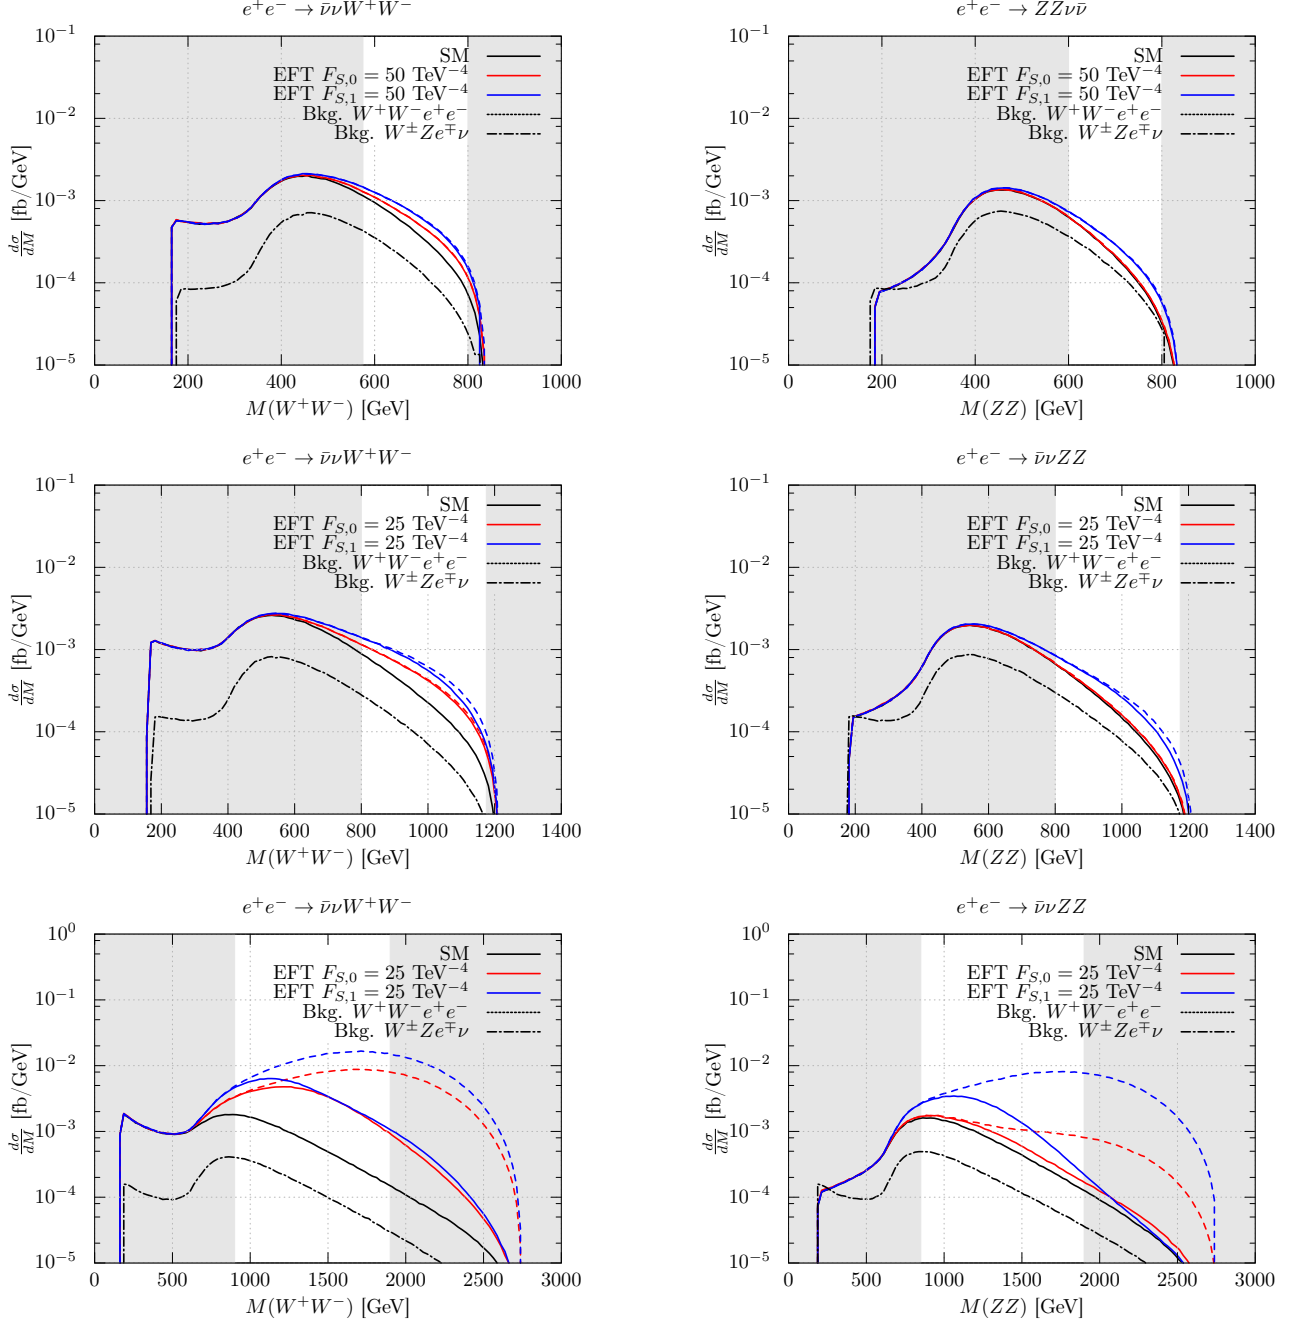 e⁺e⁻ → ν̄νW⁺W⁻
10⁻¹
10⁻²
10⁻³
10⁻⁴
10⁻⁵
dσ/dM [fb/GeV]
SM
EFT F_{S,0} = 50 TeV⁻⁴
EFT F_{S,1} = 50 TeV⁻⁴
Bkg. W⁺W⁻e⁺e⁻
Bkg. W^±Ze^∓ν
0 200 400 600 800 1000
M(W⁺W⁻) [GeV]
e⁺e⁻ → ZZνν̄
10⁻¹
10⁻²
10⁻³
10⁻⁴
10⁻⁵
dσ/dM [fb/GeV]
SM
EFT F_{S,0} = 50 TeV⁻⁴
EFT F_{S,1} = 50 TeV⁻⁴
Bkg. W⁺W⁻e⁺e⁻
Bkg. W^±Ze^∓ν
0 200 400 600 800 1000
M(ZZ) [GeV]
e⁺e⁻ → ν̄νW⁺W⁻
10⁻¹
10⁻²
10⁻³
10⁻⁴
10⁻⁵
dσ/dM [fb/GeV]
SM
EFT F_{S,0} = 25 TeV⁻⁴
EFT F_{S,1} = 25 TeV⁻⁴
Bkg. W⁺W⁻e⁺e⁻
Bkg. W^±Ze^∓ν
0 200 400 600 800 1000 1200 1400
M(W⁺W⁻) [GeV]
e⁺e⁻ → ν̄νZZ
10⁻¹
10⁻²
10⁻³
10⁻⁴
10⁻⁵
dσ/dM [fb/GeV]
SM
EFT F_{S,0} = 25 TeV⁻⁴
EFT F_{S,1} = 25 TeV⁻⁴
Bkg. W⁺W⁻e⁺e⁻
Bkg. W^±Ze^∓ν
0 200 400 600 800 1000 1200 1400
M(ZZ) [GeV]
e⁺e⁻ → ν̄νW⁺W⁻
10⁰
10⁻¹
10⁻²
10⁻³
10⁻⁴
10⁻⁵
dσ/dM [fb/GeV]
SM
EFT F_{S,0} = 25 TeV⁻⁴
EFT F_{S,1} = 25 TeV⁻⁴
Bkg. W⁺W⁻e⁺e⁻
Bkg. W^±Ze^∓ν
0 500 1000 1500 2000 2500 3000
M(W⁺W⁻) [GeV]
e⁺e⁻ → ν̄νZZ
10⁰
10⁻¹
10⁻²
10⁻³
10⁻⁴
10⁻⁵
dσ/dM [fb/GeV]
SM
EFT F_{S,0} = 25 TeV⁻⁴
EFT F_{S,1} = 25 TeV⁻⁴
Bkg. W⁺W⁻e⁺e⁻
Bkg. W^±Ze^∓ν
0 500 1000 1500 2000 2500 3000
M(ZZ) [GeV]